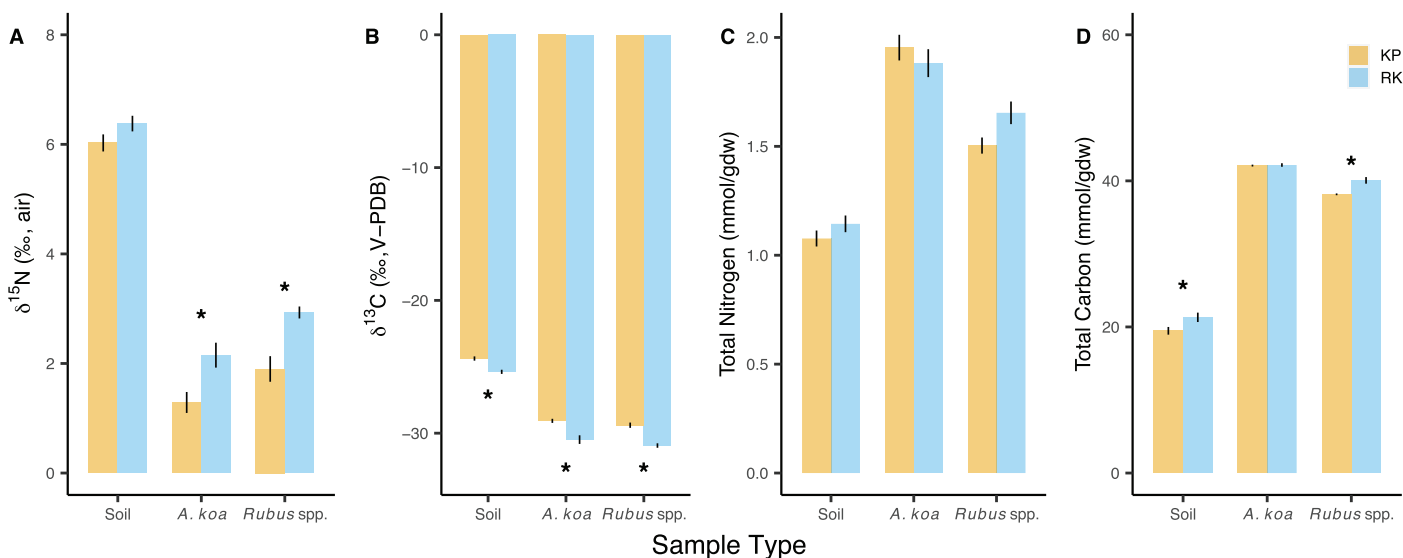 A
δ15N (‰, air)
8
6
4
2
0
*
*
Soil
A. koa
Rubus spp.
B
δ13C (‰, V−PDB)
0
−10
−20
−30
*
*
*
Soil
A. koa
Rubus spp.
C
Total Nitrogen (mmol/gdw)
2.0
1.5
1.0
0.5
0.0
Soil
A. koa
Rubus spp.
D
Total Carbon (mmol/gdw)
60
40
20
0
*
*
KP
RK
Soil
A. koa
Rubus spp.
Sample Type